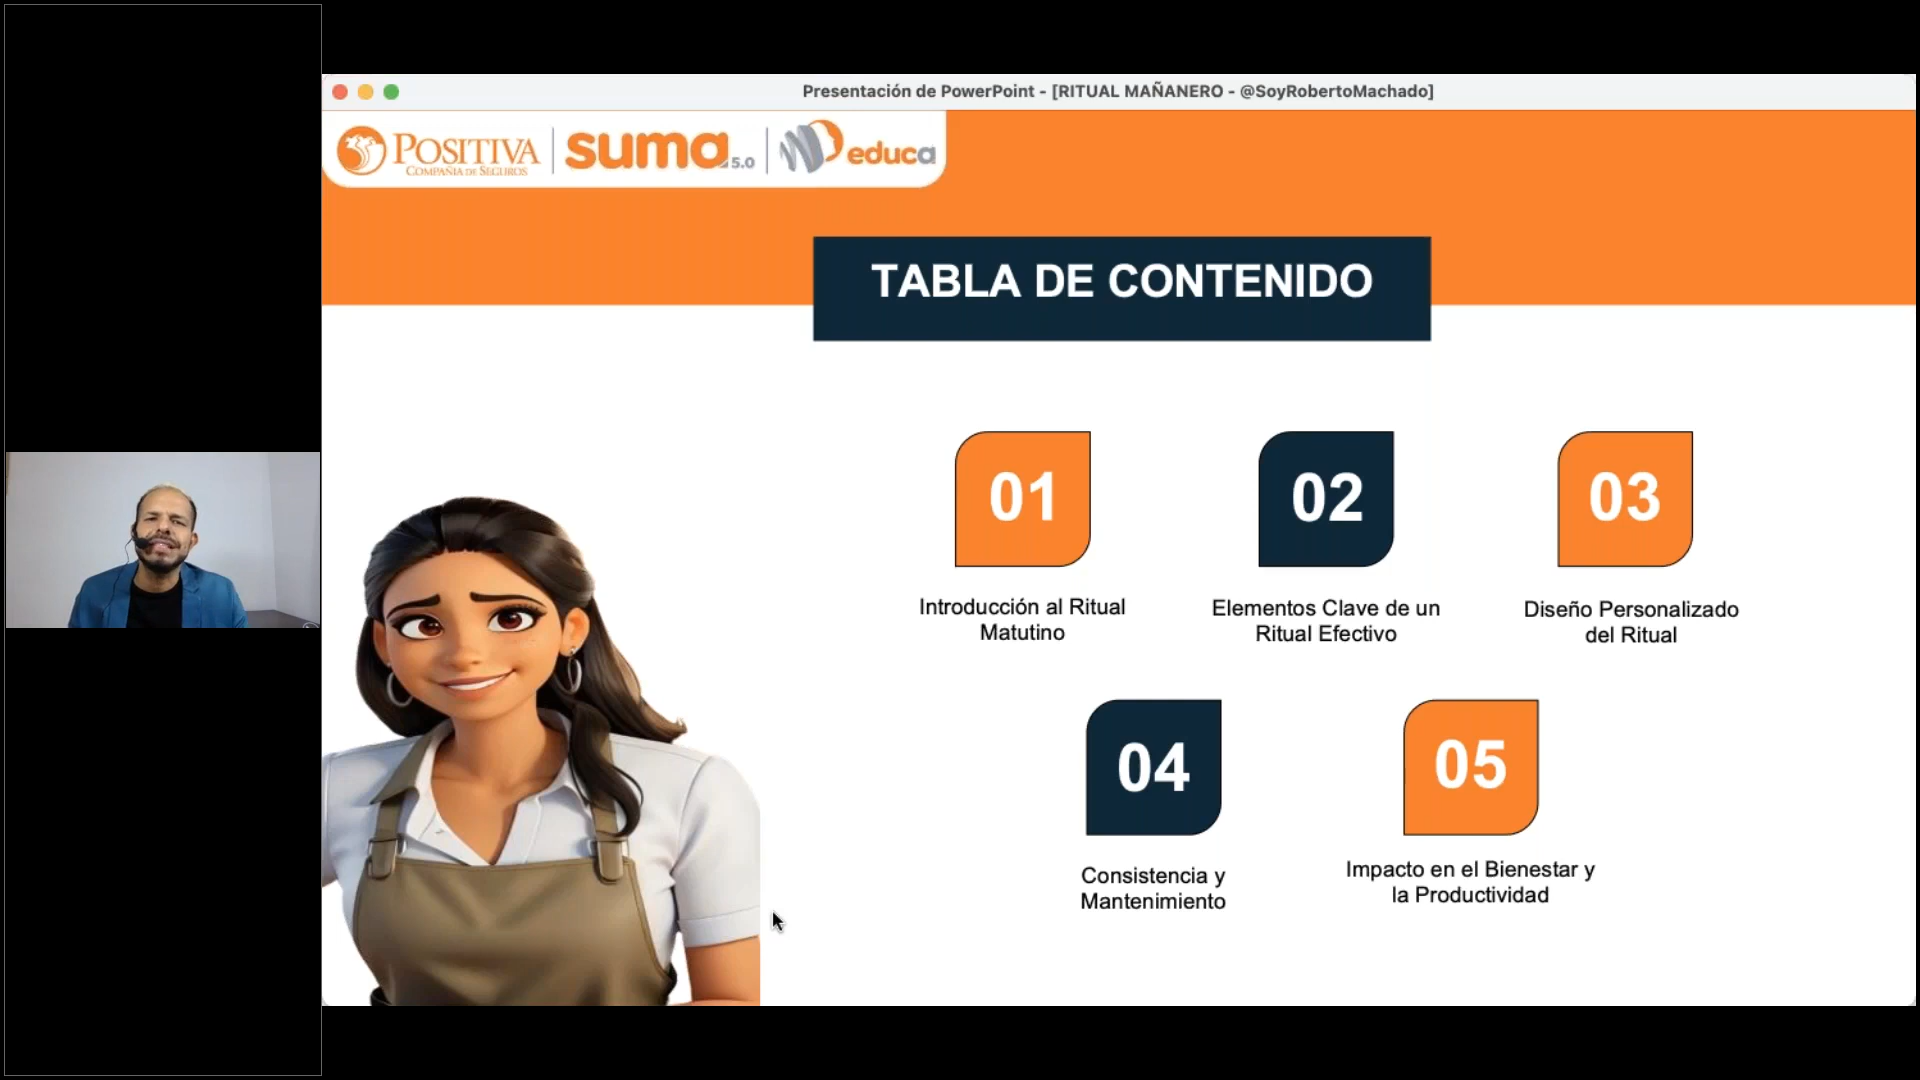 Presentación de PowerPoint - [RITUAL MAÑANERO - @SoyRobertoMachado]
POSITIVA
COMPAÑIA DE SEGUROS
suma 5.0
educa
TABLA DE CONTENIDO
01
02
03
Introducción al Ritual
Matutino
Elementos Clave de un
Ritual Efectivo
Diseño Personalizado
del Ritual
04
05
Consistencia y
Mantenimiento
Impacto en el Bienestar y
la Productividad